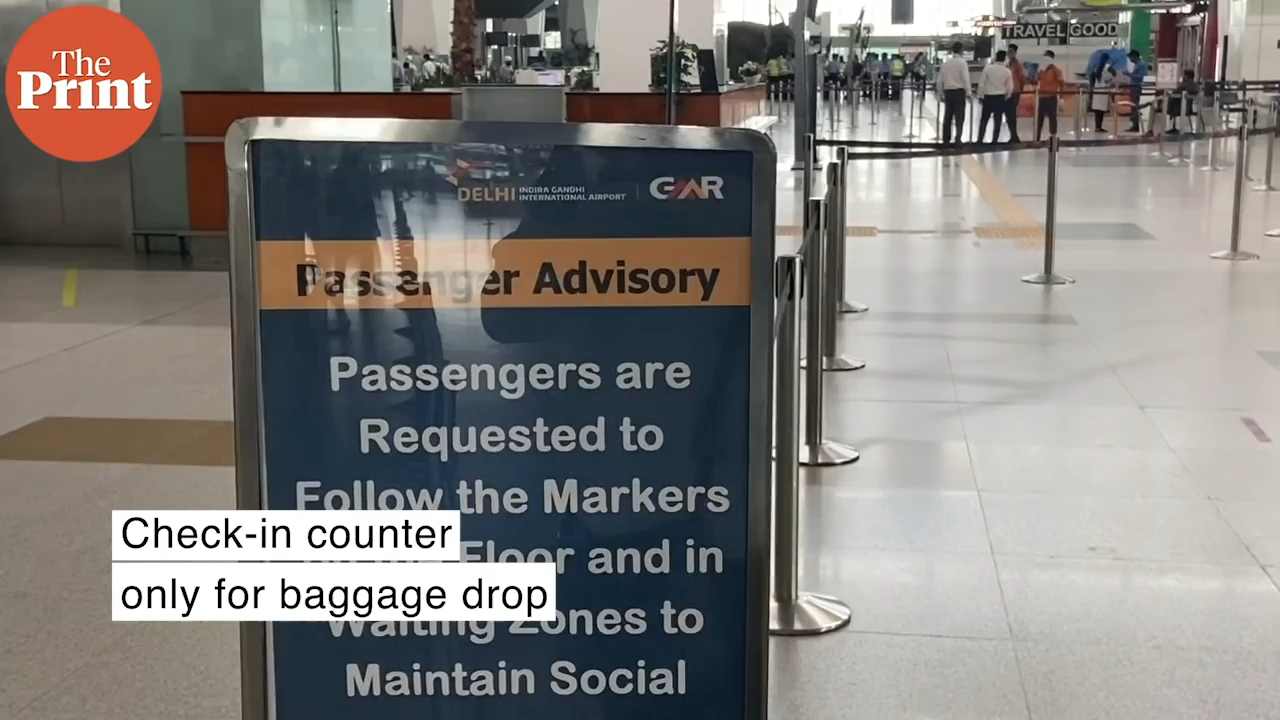 The
Print
TRAVEL GOOD
DELHI INDIRA GANDHI
INTERNATIONAL AIRPORT
GMR
Passenger Advisory
Passengers are
Requested to
Follow the Markers
Floor and in
Waiting Zones to
Maintain Social
Check-in counter
only for baggage drop